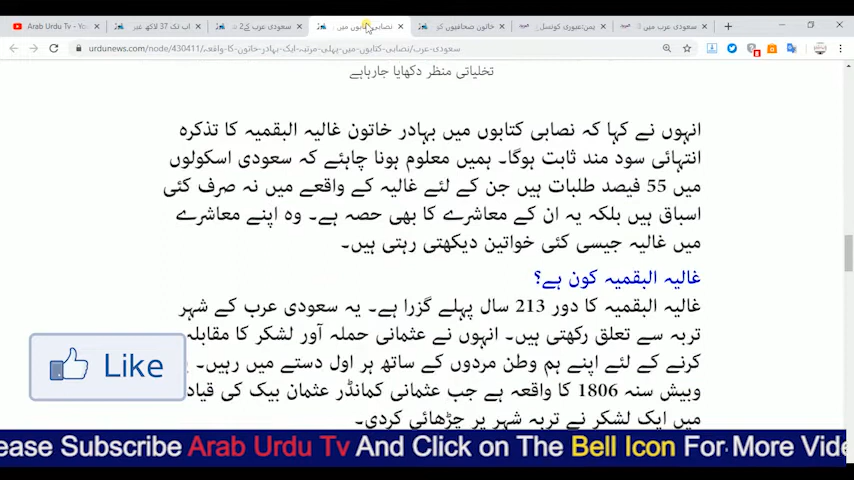 Arab Urdu Tv - Yo
اب تک 37 لاکھ غیر
سعودی عرب کے2
نصابی کتابوں میں
خاتون صحافیوں کر
یمن:عبوری کونسل
سعودی عرب میں 3
urdunews.com/node/430411/سعودی-عرب/نصابی-کتابوں-میں-پہلی-مرتبہ-ایک-بہادر-خاتون-کا-واقعہ
تخلیاتی منظر دکھایا جارہاہے
انہوں نے کہا کہ نصابی کتابوں میں بہادر خاتون غالیہ البقمیہ کا تذکرہ
انتہائی سود مند ثابت ہوگا۔ ہمیں معلوم ہونا چاہئے کہ سعودی اسکولوں
میں 55 فیصد طلبات ہیں جن کے لئے غالیہ کے واقعے میں نہ صرف کئی
اسباق ہیں بلکہ یہ ان کے معاشرے کا بھی حصہ ہے۔ وہ اپنے معاشرے
میں غالیہ جیسی کئی خواتین دیکھتی رہتی ہیں۔
غالیہ البقمیہ کون ہے؟
غالیہ البقمیہ کا دور 213 سال پہلے گزرا ہے۔ یہ سعودی عرب کے شہر
تربہ سے تعلق رکھتی ہیں۔ انہوں نے عثمانی حملہ آور لشکر کا مقابلہ
کرنے کے لئے اپنے ہم وطن مردوں کے ساتھ ہر اول دستے میں رہیں۔
وبیش سنہ 1806 کا واقعہ ہے جب عثمانی کمانڈر عثمان بیک کی قیاد
میں ایک لشکر نے تربہ شہر پر چڑھائی کردی۔
Like
ease Subscribe Arab Urdu Tv And Click on The Bell Icon For More Vide